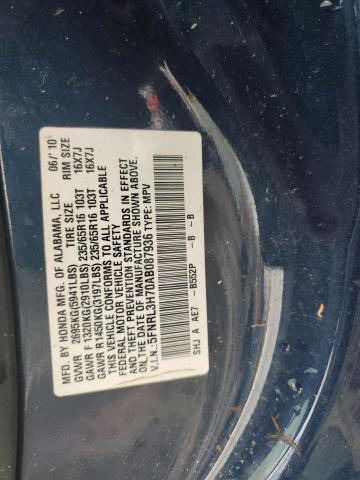 MFD. BY HONDA MFG. OF ALABAMA, LLC 06/10
TIRE SIZE RIM SIZE
GVWR 2695KG(5941LBS)
GAWR F 1320KG(2910LBS) 235/65R16 103T 16X7J
GAWR R 1450KG(3197LBS) 235/65R16 103T 16X7J
THIS VEHICLE CONFORMS TO ALL APPLICABLE
FEDERAL MOTOR VEHICLE SAFETY
AND THEFT PREVENTION STANDARDS IN EFFECT
ON THE DATE OF MANUFACTURE SHOWN ABOVE.
V.I.N.: 5FNRL3H70AB087936 TYPE: MPV
SHJ A AE7 - B552P - B - B